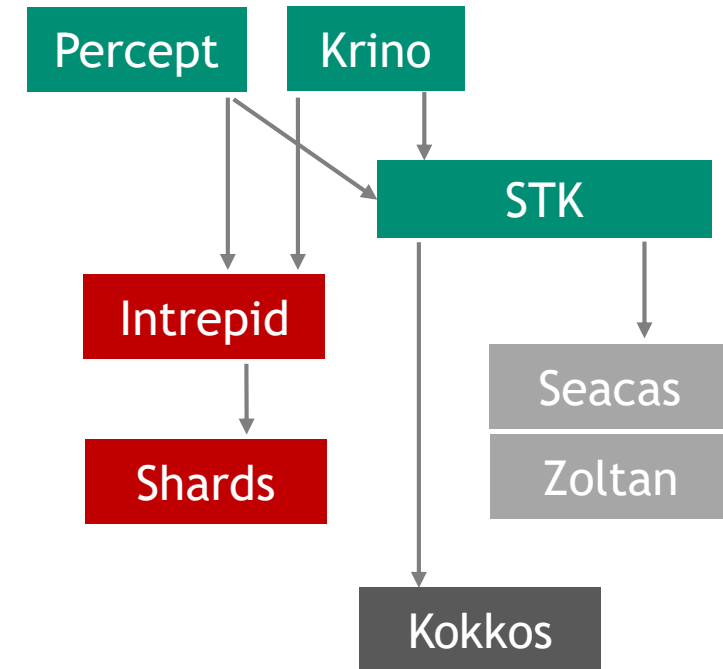 Percept
Krino
STK
Intrepid
Seacas
Shards
Zoltan
Kokkos